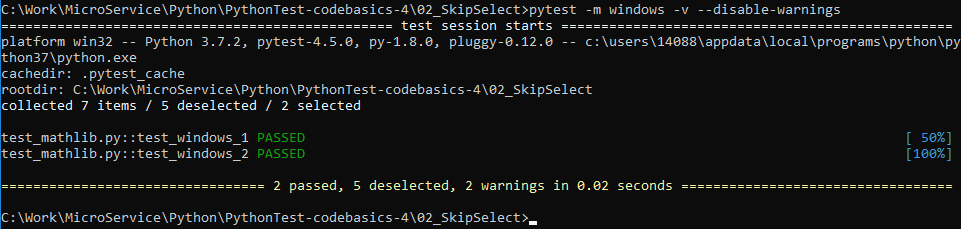 C:\Work\MicroService\Python\PythonTest-codebasics-4\02_SkipSelect>pytest -m windows -v --disable-warnings
================================================= test session starts =================================================
platform win32 -- Python 3.7.2, pytest-4.5.0, py-1.8.0, pluggy-0.12.0 -- c:\users\14088\appdata\local\programs\python\py
thon37\python.exe
cachedir: .pytest_cache
rootdir: C:\Work\MicroService\Python\PythonTest-codebasics-4\02_SkipSelect
collected 7 items / 5 deselected / 2 selected
test_mathlib.py::test_windows_1 PASSED [ 50%]
test_mathlib.py::test_windows_2 PASSED [100%]
================================= 2 passed, 5 deselected, 2 warnings in 0.02 seconds ==================================
C:\Work\MicroService\Python\PythonTest-codebasics-4\02_SkipSelect>